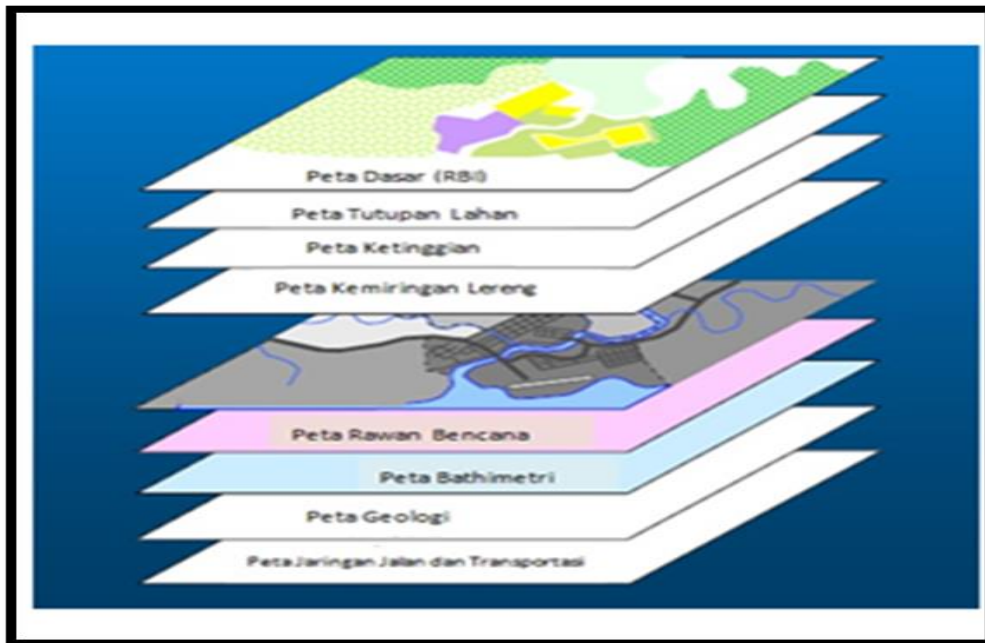 Peta Dasar (RBI)
Peta Tutupan Lahan
Peta Ketinggian
Peta Kemiringan Lereng
Peta Rawan Bencana
Peta Bathimetri
Peta Geologi
Peta Jaringan Jalan dan Transportasi